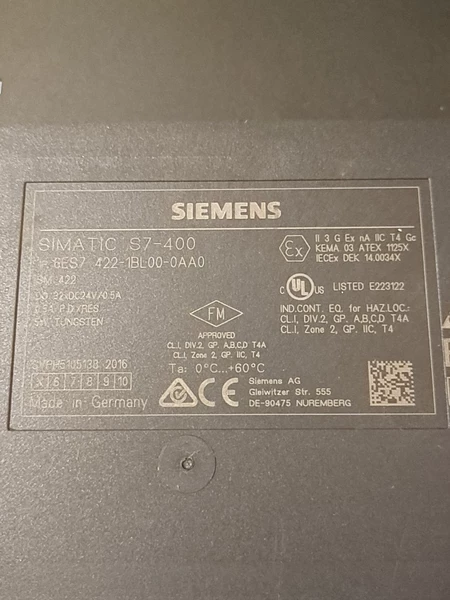 SIEMENS
SIMATIC S7-400
6ES7 422-1BL00-0AA0
SM 422
32xDC24V/0.5A
TUNGSTEN
2016
X 6 7 8 9 10
Made in Germany
FM
APPROVED
CL.I, DIV.2, GP. A,B,C,D T4A
CL.I, Zone 2, GP. IIC, T4
Ta: 0°C...+60°C
Ex
II 3 G Ex nA IIC T4 Gc
KEMA 03 ATEX 1125X
IECEx DEK 14.0034X
C UL US LISTED E223122
IND.CONT. EQ. for HAZ.LOC.:
CL.I, DIV.2, GP. A,B,C,D T4A
CL.I, Zone 2, GP. IIC, T4
CE
Siemens AG
Gleiwitzer Str. 555
DE-90475 NUREMBERG